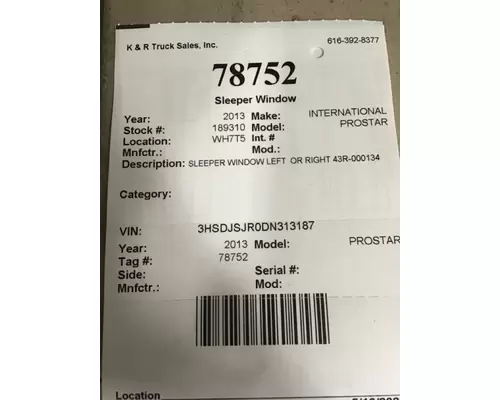 K & R Truck Sales, Inc. 616-392-8377
78752
Sleeper Window
Year: 2013 Make: INTERNATIONAL
Stock #: 189310 Model: PROSTAR
Location: WH7T5 Int. #
Mnfctr.: Mod.:
Description: SLEEPER WINDOW LEFT OR RIGHT 43R-000134
Category:
VIN: 3HSDJSJR0DN313187
Year: 2013 Model: PROSTAR
Tag #: 78752
Side: Serial #:
Mnfctr.: Mod:
Location